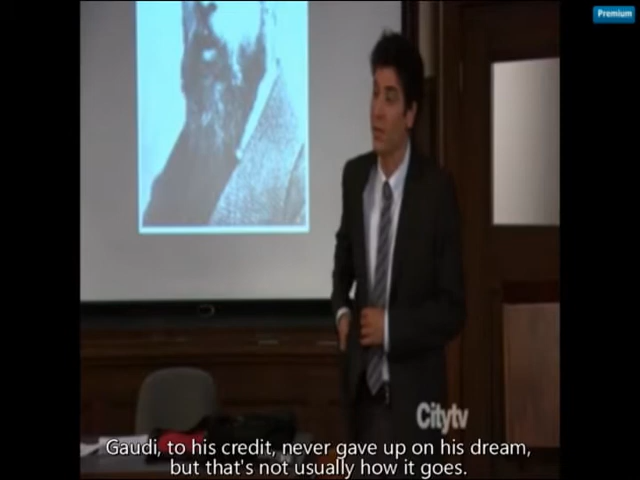 Premium
Citytv
Gaudi, to his credit, never gave up on his dream,
but that's not usually how it goes.